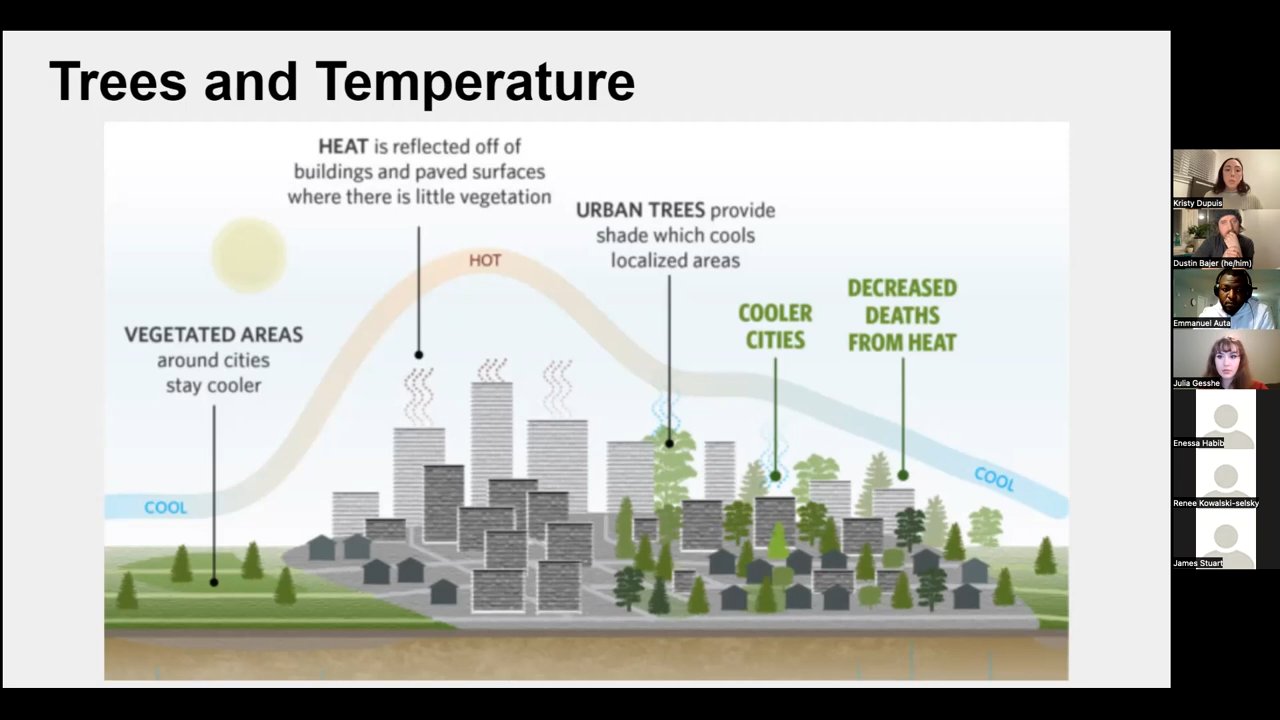 Trees and Temperature
HEAT is reflected off of
buildings and paved surfaces
where there is little vegetation
URBAN TREES provide
shade which cools
localized areas
HOT
DECREASED
DEATHS
FROM HEAT
COOLER
CITIES
VEGETATED AREAS
around cities
stay cooler
COOL
COOL
Kristy Dupuis
Dustin Bajer (he/him)
Emmanuel Auta
Julia Gesshe
Enessa Habib
Renee Kowalski-selsky
James Stuart